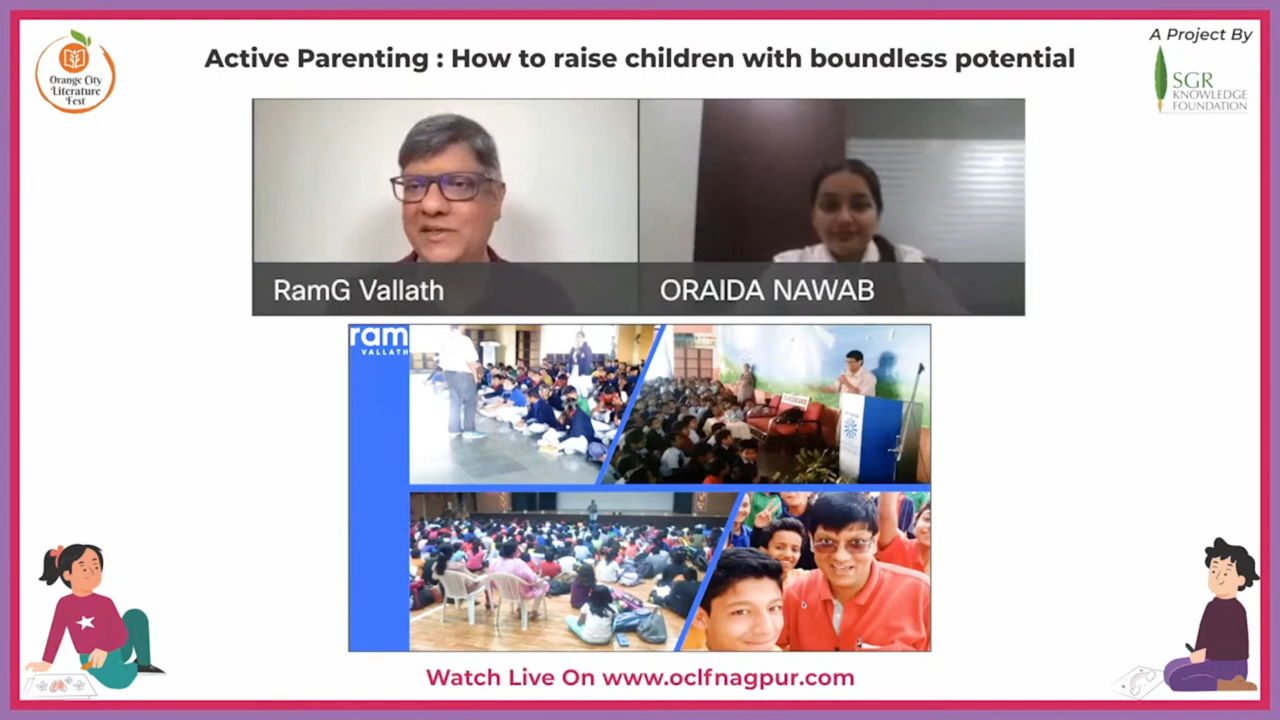 Orange City
Literature
Fest
Active Parenting : How to raise children with boundless potential
A Project By
SGR
KNOWLEDGE
FOUNDATION
RamG Vallath
ORAIDA NAWAB
ram
VALLATH
Watch Live On www.oclfnagpur.com